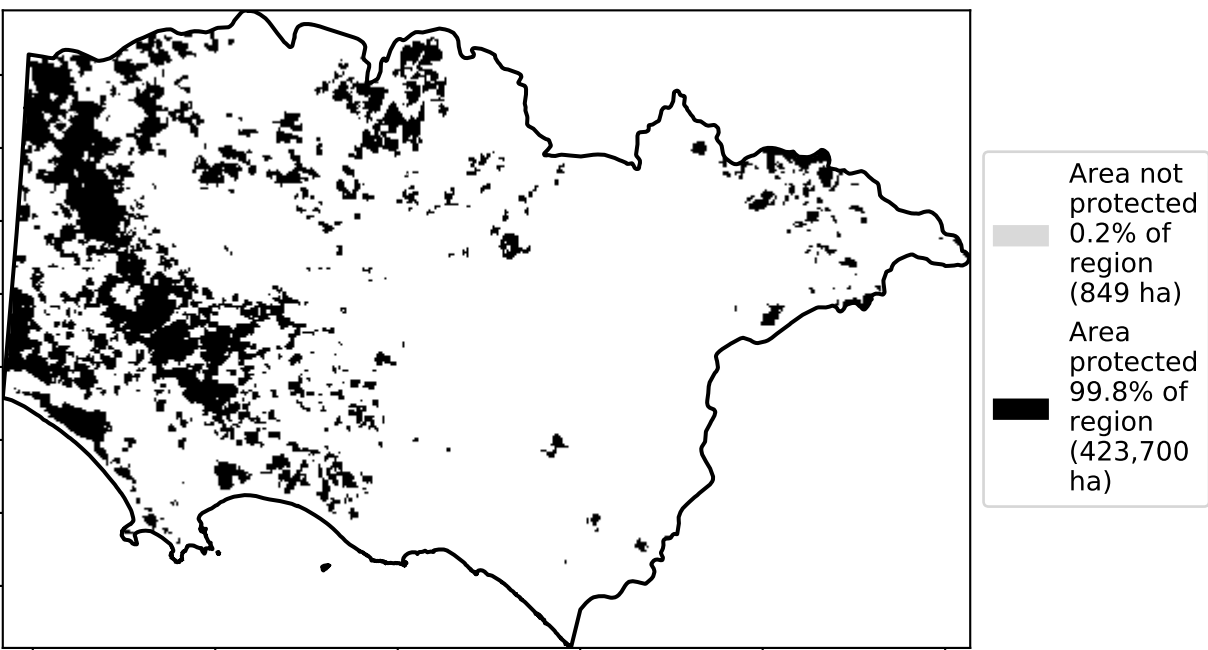 Area not
protected
0.2% of
region
(849 ha)
Area
protected
99.8% of
region
(423,700
ha)